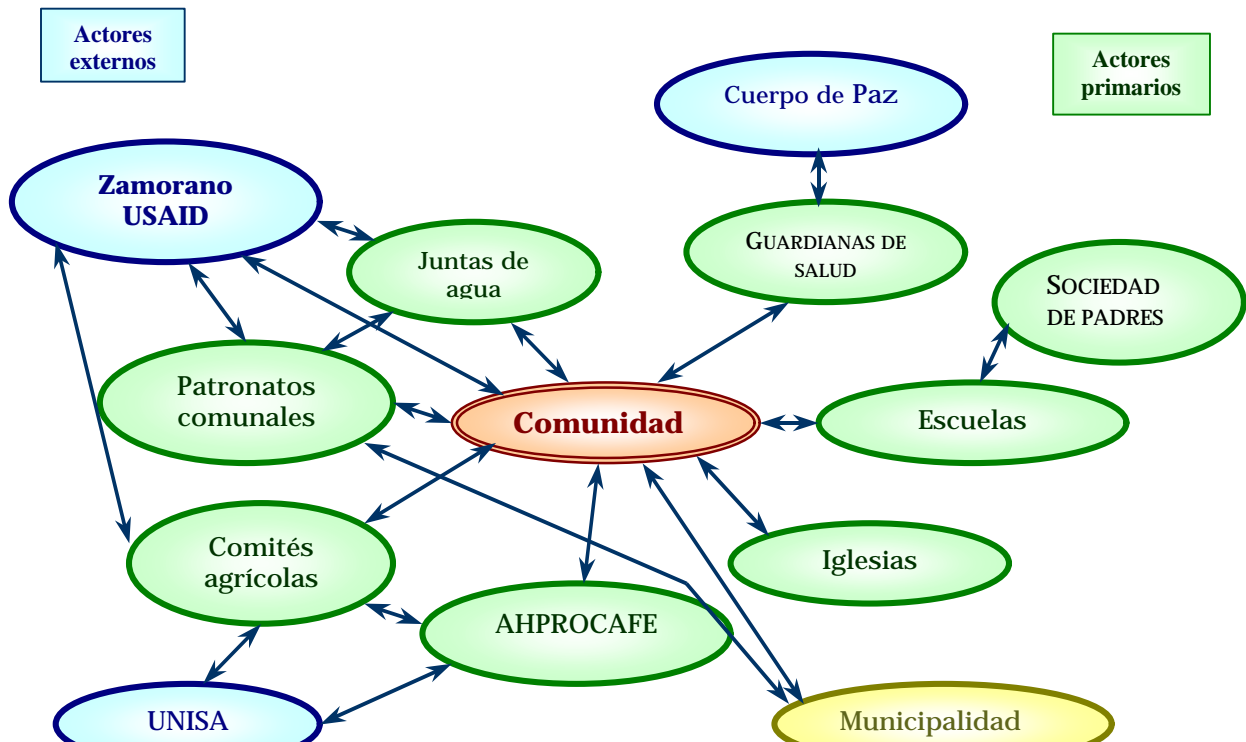 Actores
externos
Actores
primarios
Cuerpo de Paz
Zamorano
USAID
Juntas de
agua
GUARDIANAS DE
SALUD
SOCIEDAD
DE PADRES
Patronatos
comunales
Comunidad
Escuelas
Comités
agrícolas
Iglesias
AHPROCAFE
UNISA
Municipalidad